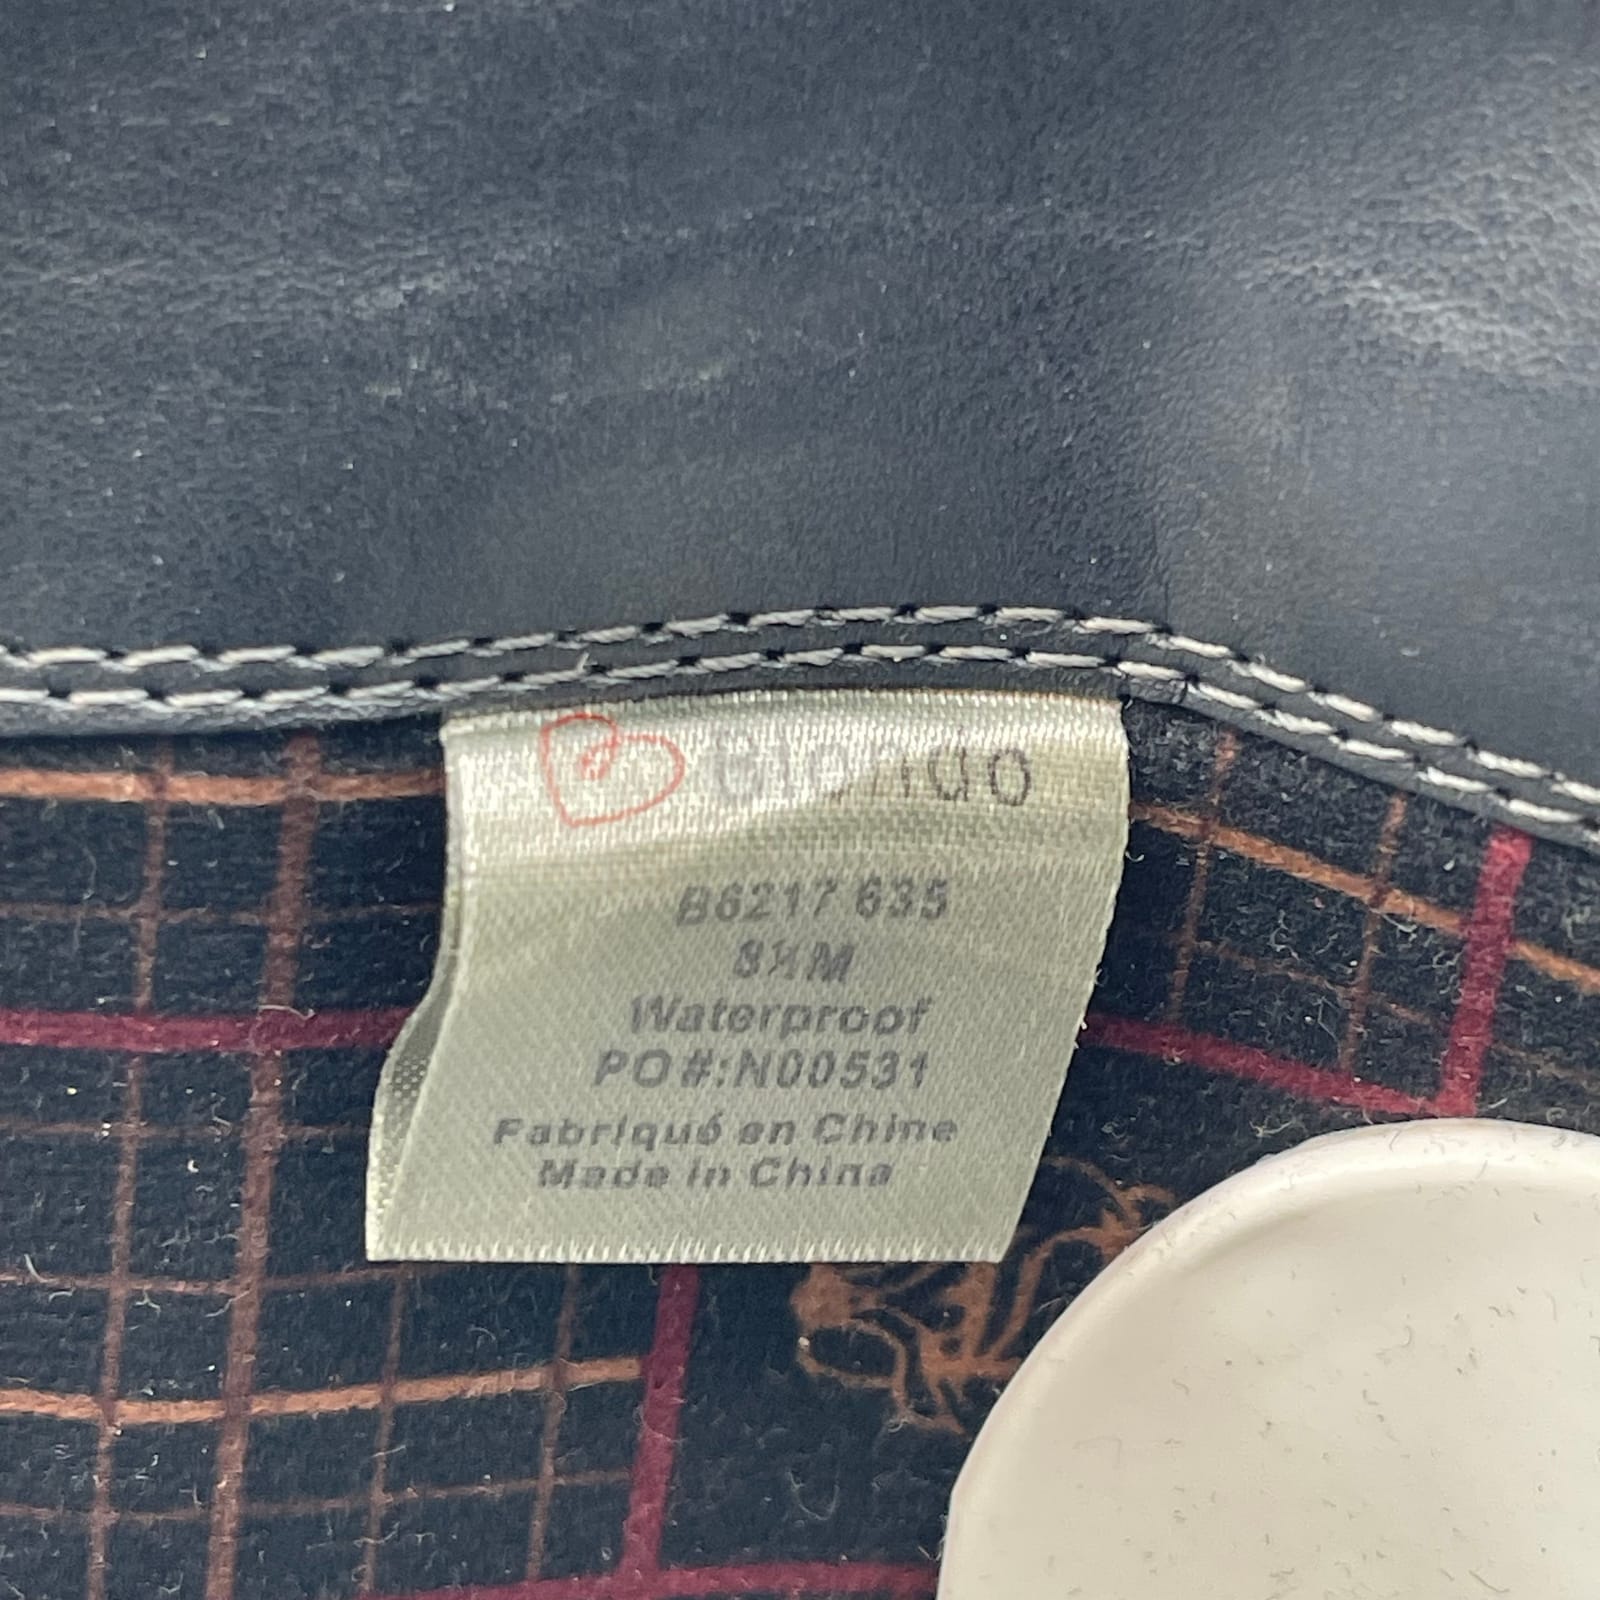 Blondo
B6217 635
8½M
Waterproof
PO#:N00531
Fabriqué en Chine
Made in China